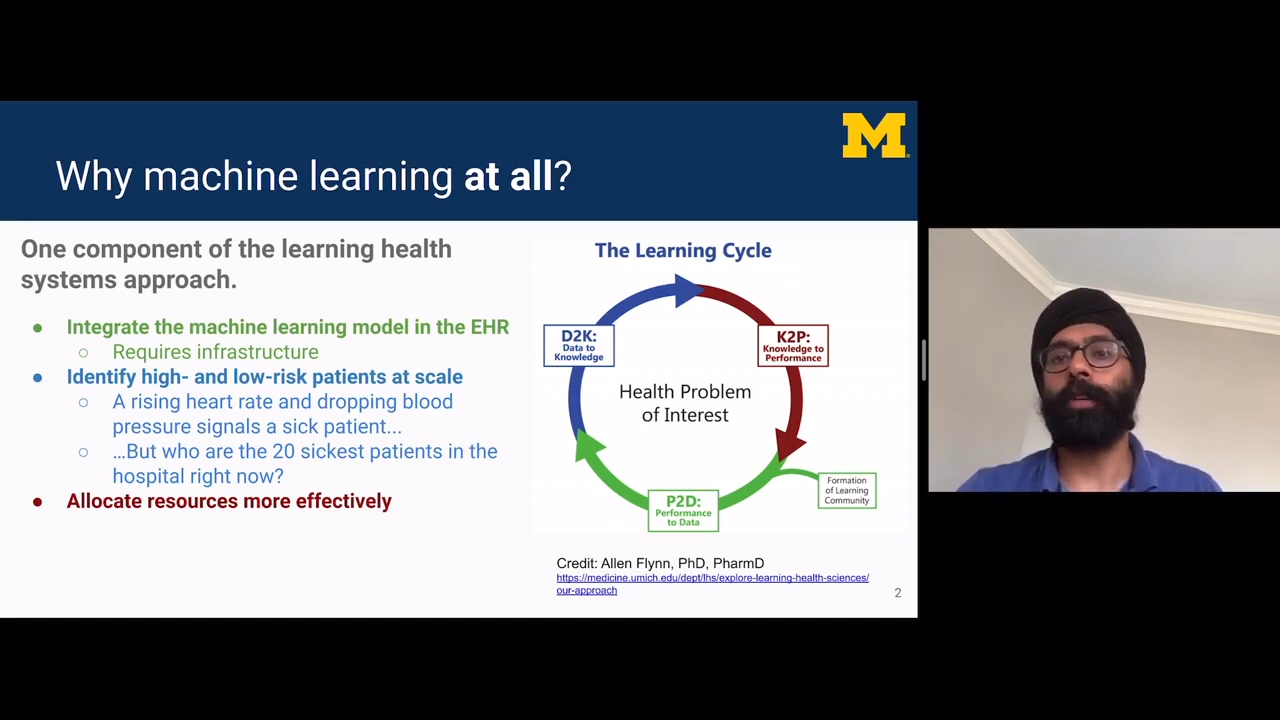 M
Why machine learning at all?
One component of the learning health
systems approach.
● Integrate the machine learning model in the EHR
○ Requires infrastructure
● Identify high- and low-risk patients at scale
○ A rising heart rate and dropping blood
pressure signals a sick patient...
○ …But who are the 20 sickest patients in the
hospital right now?
● Allocate resources more effectively
The Learning Cycle
D2K:
Data to
Knowledge
K2P:
Knowledge to
Performance
Health Problem
of Interest
P2D:
Performance
to Data
Formation
of Learning
Community
Credit: Allen Flynn, PhD, PharmD
https://medicine.umich.edu/dept/lhs/explore-learning-health-sciences/
our-approach
2